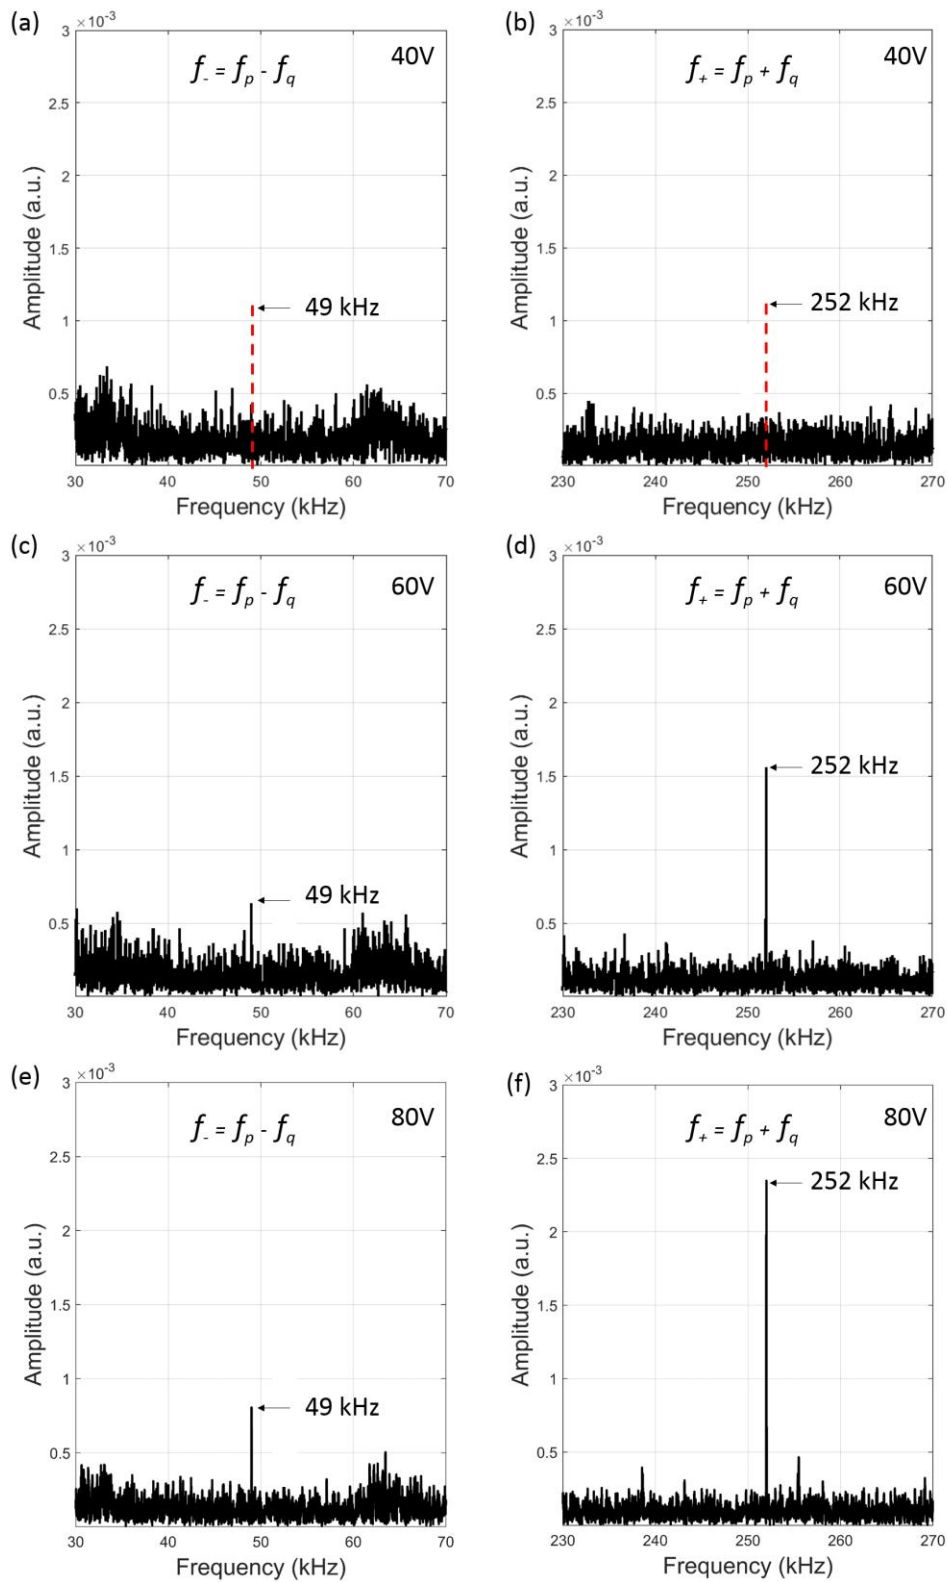 (a)
×10⁻³
f₋ = fₚ - f_q
40V
3
2.5
2
1.5
1
0.5
Amplitude (a.u.)
49 kHz
30 40 50 60 70
Frequency (kHz)
(b)
×10⁻³
f₊ = fₚ + f_q
40V
3
2.5
2
1.5
1
0.5
Amplitude (a.u.)
252 kHz
230 240 250 260 270
Frequency (kHz)
(c)
×10⁻³
f₋ = fₚ - f_q
60V
3
2.5
2
1.5
1
0.5
Amplitude (a.u.)
49 kHz
30 40 50 60 70
Frequency (kHz)
(d)
×10⁻³
f₊ = fₚ + f_q
60V
3
2.5
2
1.5
1
0.5
Amplitude (a.u.)
252 kHz
230 240 250 260 270
Frequency (kHz)
(e)
×10⁻³
f₋ = fₚ - f_q
80V
3
2.5
2
1.5
1
0.5
Amplitude (a.u.)
49 kHz
30 40 50 60 70
Frequency (kHz)
(f)
×10⁻³
f₊ = fₚ + f_q
80V
3
2.5
2
1.5
1
0.5
Amplitude (a.u.)
252 kHz
230 240 250 260 270
Frequency (kHz)